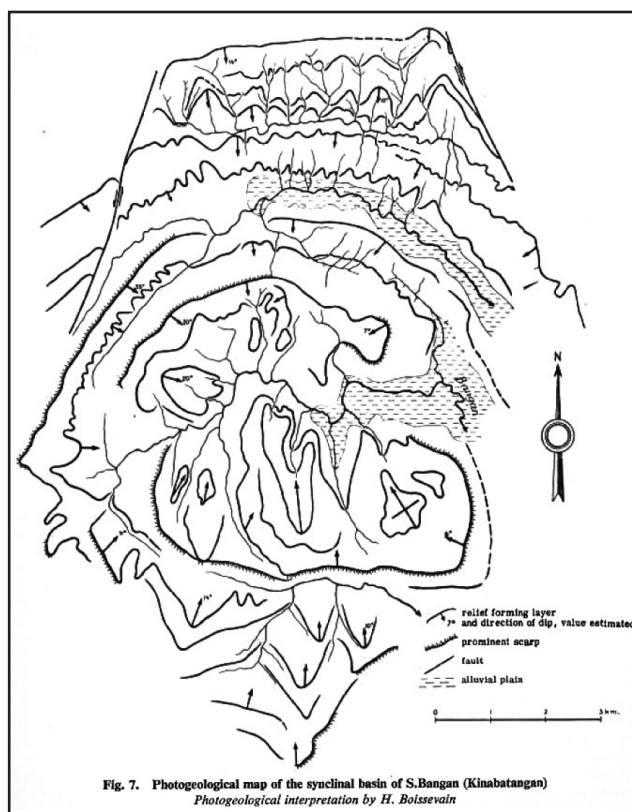 Bangan
N
relief forming layer
7° and direction of dip, value estimated
prominent scarp
fault
alluvial plain
0 1 2 3 km.
Fig. 7. Photogeological map of the synclinal basin of S.Bangan (Kinabatangan)
Photogeological interpretation by H. Boissevain